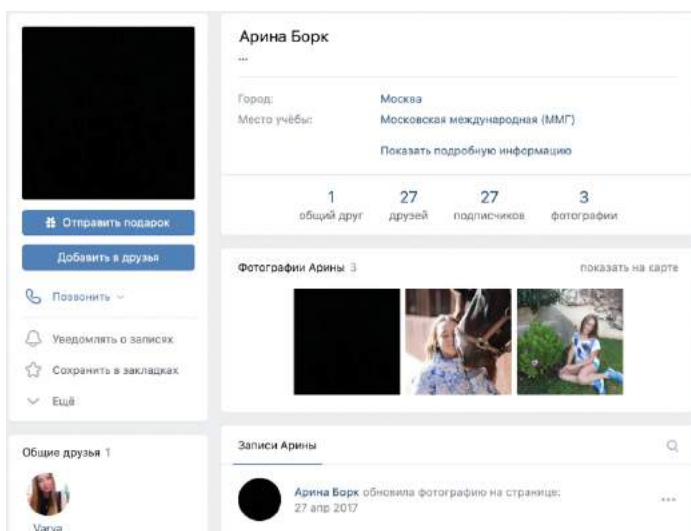 Арина Борк
...
Город: Москва
Место учёбы: Московская международная (ММГ)
Показать подробную информацию
1 27 27 3
общий друг друзей подписчиков фотографии
Отправить подарок
Добавить в друзья
Позвонить
Уведомлять о записях
Сохранить в закладках
Ещё
Фотографии Арины 3 показать на карте
Общие друзья 1
Varya
Записи Арины
Арина Борк обновила фотографию на странице:
27 апр 2017